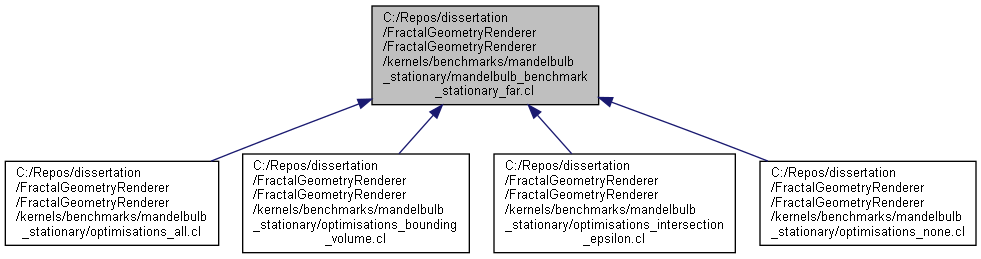 C:/Repos/dissertation
/FractalGeometryRenderer
/FractalGeometryRenderer
/kernels/benchmarks/mandelbulb
_stationary/mandelbulb_benchmark
_stationary_far.cl
C:/Repos/dissertation
/FractalGeometryRenderer
/FractalGeometryRenderer
/kernels/benchmarks/mandelbulb
_stationary/optimisations_all.cl
C:/Repos/dissertation
/FractalGeometryRenderer
/FractalGeometryRenderer
/kernels/benchmarks/mandelbulb
_stationary/optimisations_bounding
_volume.cl
C:/Repos/dissertation
/FractalGeometryRenderer
/FractalGeometryRenderer
/kernels/benchmarks/mandelbulb
_stationary/optimisations_intersection
_epsilon.cl
C:/Repos/dissertation
/FractalGeometryRenderer
/FractalGeometryRenderer
/kernels/benchmarks/mandelbulb
_stationary/optimisations_none.cl